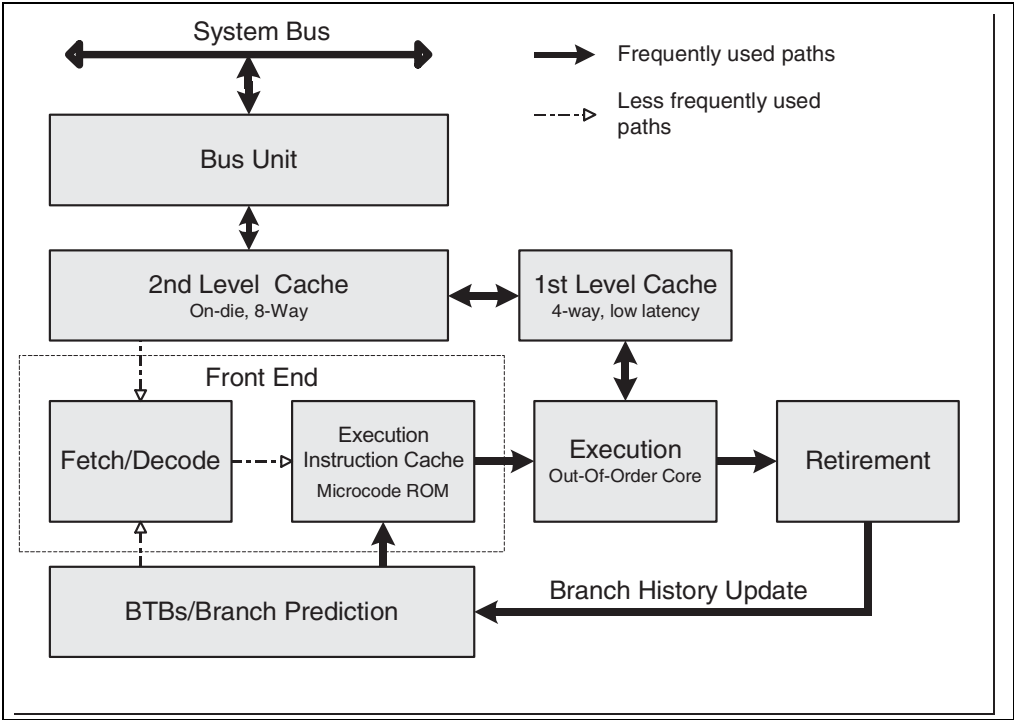 System Bus
Frequently used paths
Less frequently used
paths
Bus Unit
2nd Level Cache
On-die, 8-Way
1st Level Cache
4-way, low latency
Front End
Fetch/Decode
Execution
Instruction Cache
Microcode ROM
Execution
Out-Of-Order Core
Retirement
Branch History Update
BTBs/Branch Prediction